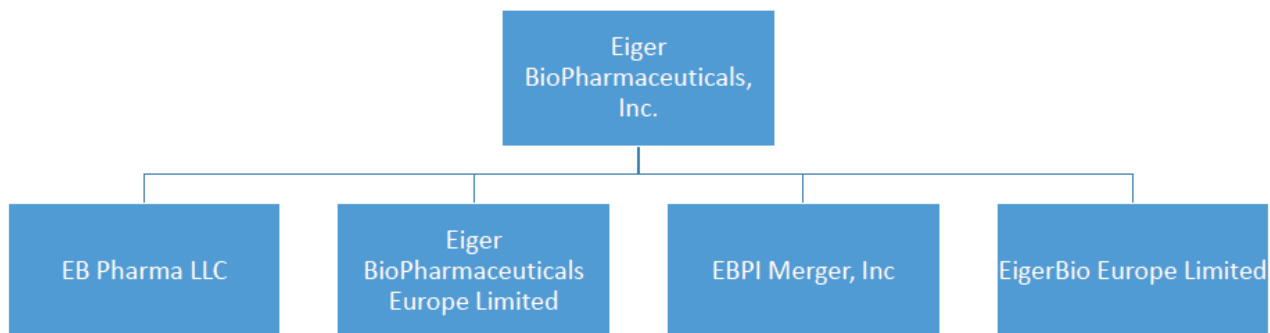 Eiger
BioPharmaceuticals,
Inc.
EB Pharma LLC
Eiger
BioPharmaceuticals
Europe Limited
EBPI Merger, Inc
EigerBio Europe Limited